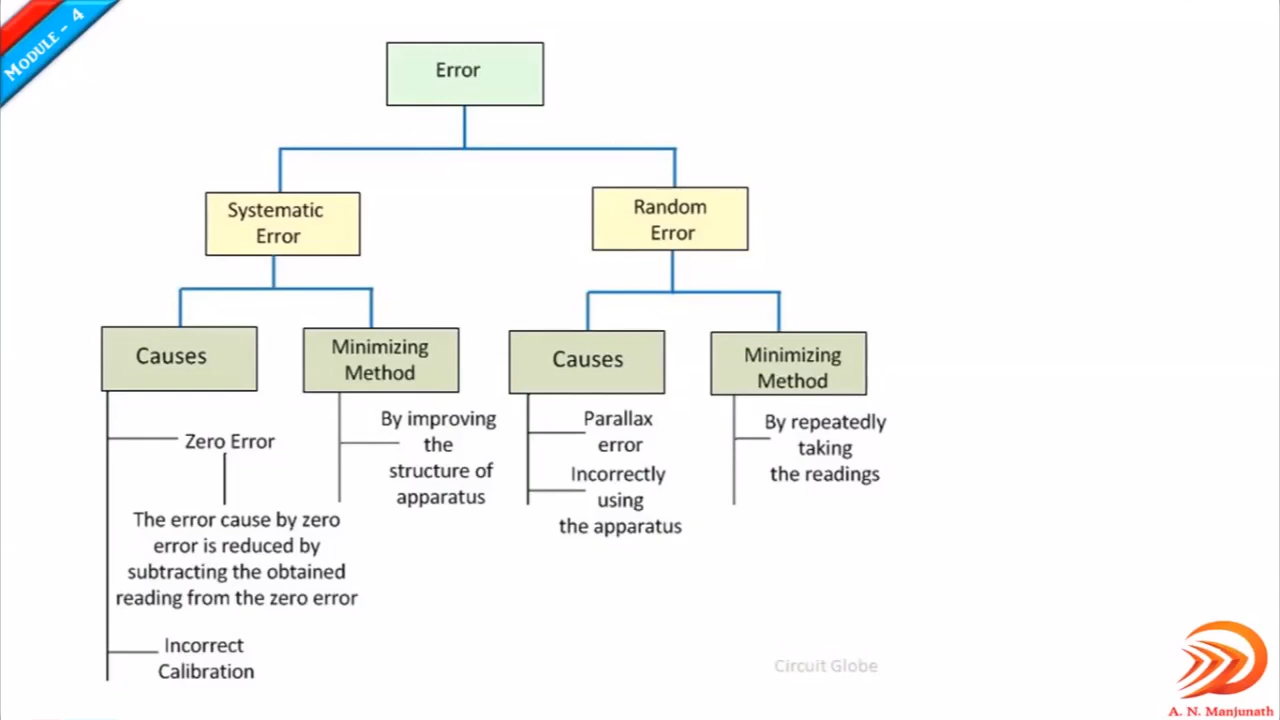 MODULE - 4
Error
Systematic
Error
Random
Error
Causes
Minimizing
Method
Causes
Minimizing
Method
Zero Error
The error cause by zero
error is reduced by
subtracting the obtained
reading from the zero error
Incorrect
Calibration
By improving
the
structure of
apparatus
Parallax
error
Incorrectly
using
the apparatus
By repeatedly
taking
the readings
Circuit Globe
A. N. Manjunath